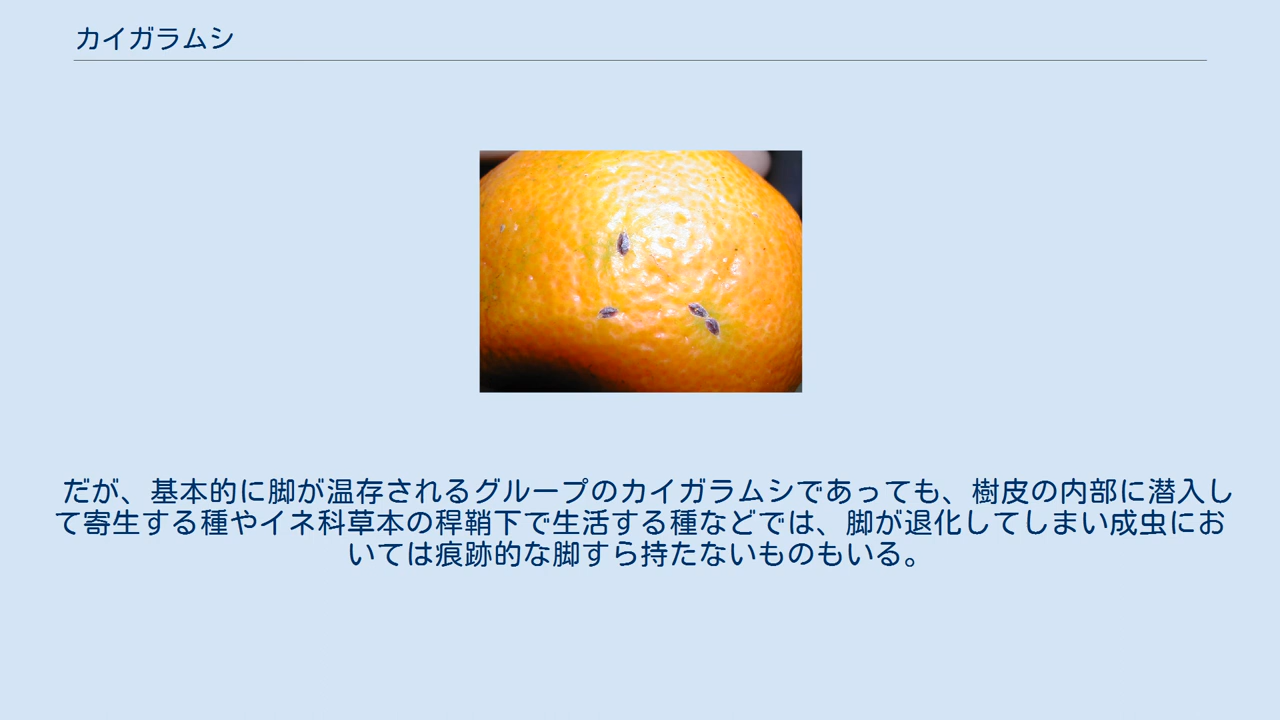 カイガラムシ
だが、基本的に脚が温存されるグループのカイガラムシであっても、樹皮の内部に潜入し
て寄生する種やイネ科草本の稈鞘下で生活する種などでは、脚が退化してしまい成虫にお
いては痕跡的な脚すら持たないものもいる。